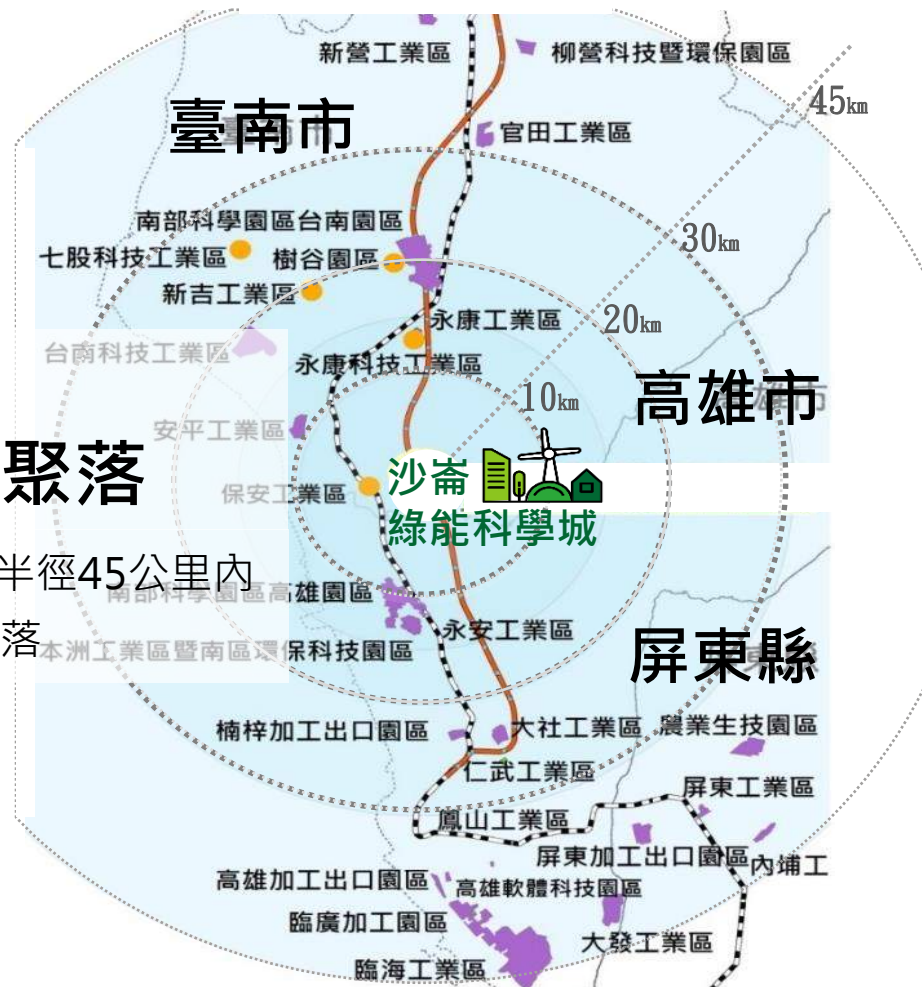 新營工業區
柳營科技暨環保園區
45km
臺南市
官田工業區
南部科學園區台南園區
30km
七股科技工業區
樹谷園區
新吉工業區
永康工業區
20km
台南科技工業區
永康科技工業區
10km
高雄市
安平工業區
聚落
沙崙
保安工業區
綠能科學城
半徑45公里內
南部科學園區高雄園區
落
永安工業區
本洲工業區暨南區環保科技園區
屏東縣
楠梓加工出口園區
大社工業區
農業生技園區
仁武工業區
屏東工業區
鳳山工業區
屏東加工出口園區
內埔工
高雄加工出口園區
高雄軟體科技園區
臨廣加工園區
大發工業區
臨海工業區